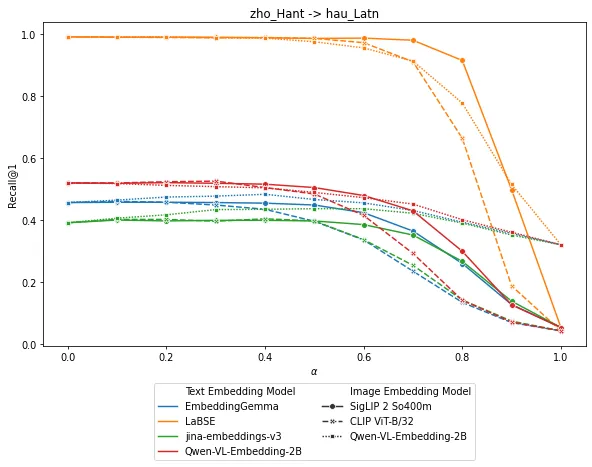 zho_Hant -> hau_Latn
Recall@1
1.0
0.8
0.6
0.4
0.2
0.0
0.0 0.2 0.4 0.6 0.8 1.0
α
Text Embedding Model Image Embedding Model
EmbeddingGemma SigLIP 2 So400m
LaBSE CLIP ViT-B/32
jina-embeddings-v3 Qwen-VL-Embedding-2B
Qwen-VL-Embedding-2B